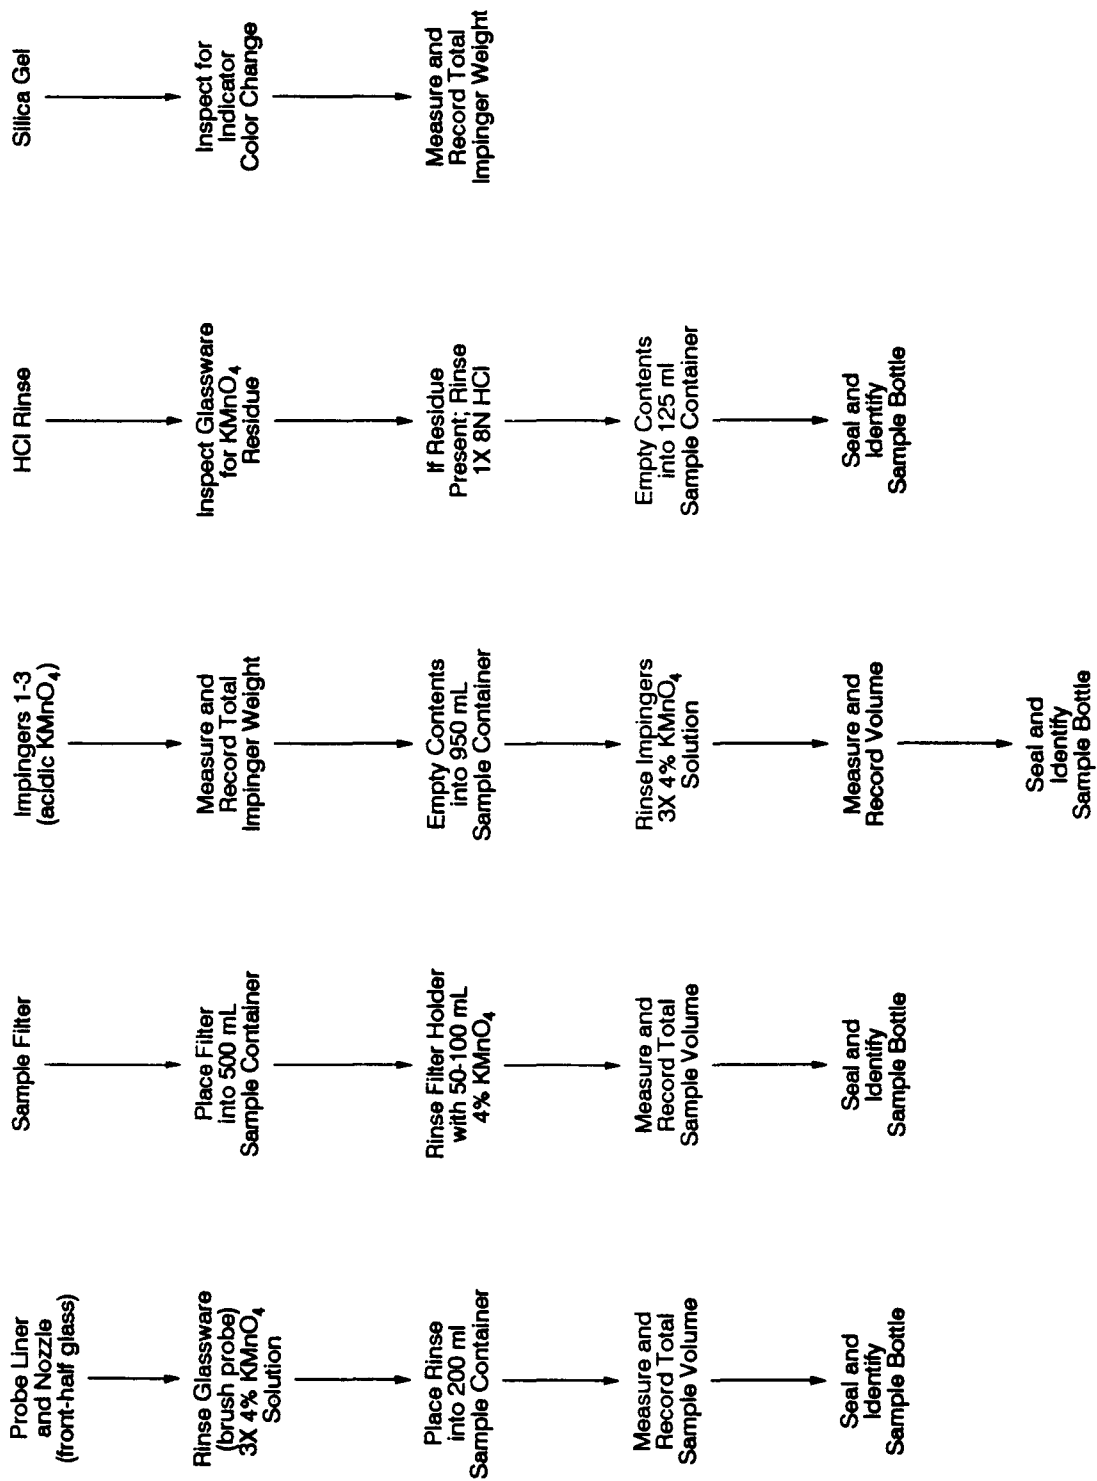 Probe Liner
and Nozzle
(front-half glass)
Rinse Glassware
(brush probe)
3X 4% KMnO₄
Solution
Place Rinse
into 200 ml
Sample Container
Measure and
Record Total
Sample Volume
Seal and
Identify
Sample Bottle
Sample Filter
Place Filter
into 500 mL
Sample Container
Rinse Filter Holder
with 50-100 mL
4% KMnO₄
Measure and
Record Total
Sample Volume
Seal and
Identify
Sample Bottle
Impingers 1-3
(acidic KMnO₄)
Measure and
Record Total
Impinger Weight
Empty Contents
into 950 mL
Sample Container
Rinse Impingers
3X 4% KMnO₄
Solution
Measure and
Record Volume
Seal and
Identify
Sample Bottle
HCl Rinse
Inspect Glassware
for KMnO₄
Residue
If Residue
Present; Rinse
1X 8N HCl
Empty Contents
into 125 ml
Sample Container
Seal and
Identify
Sample Bottle
Silica Gel
Inspect for
Indicator
Color Change
Measure and
Record Total
Impinger Weight